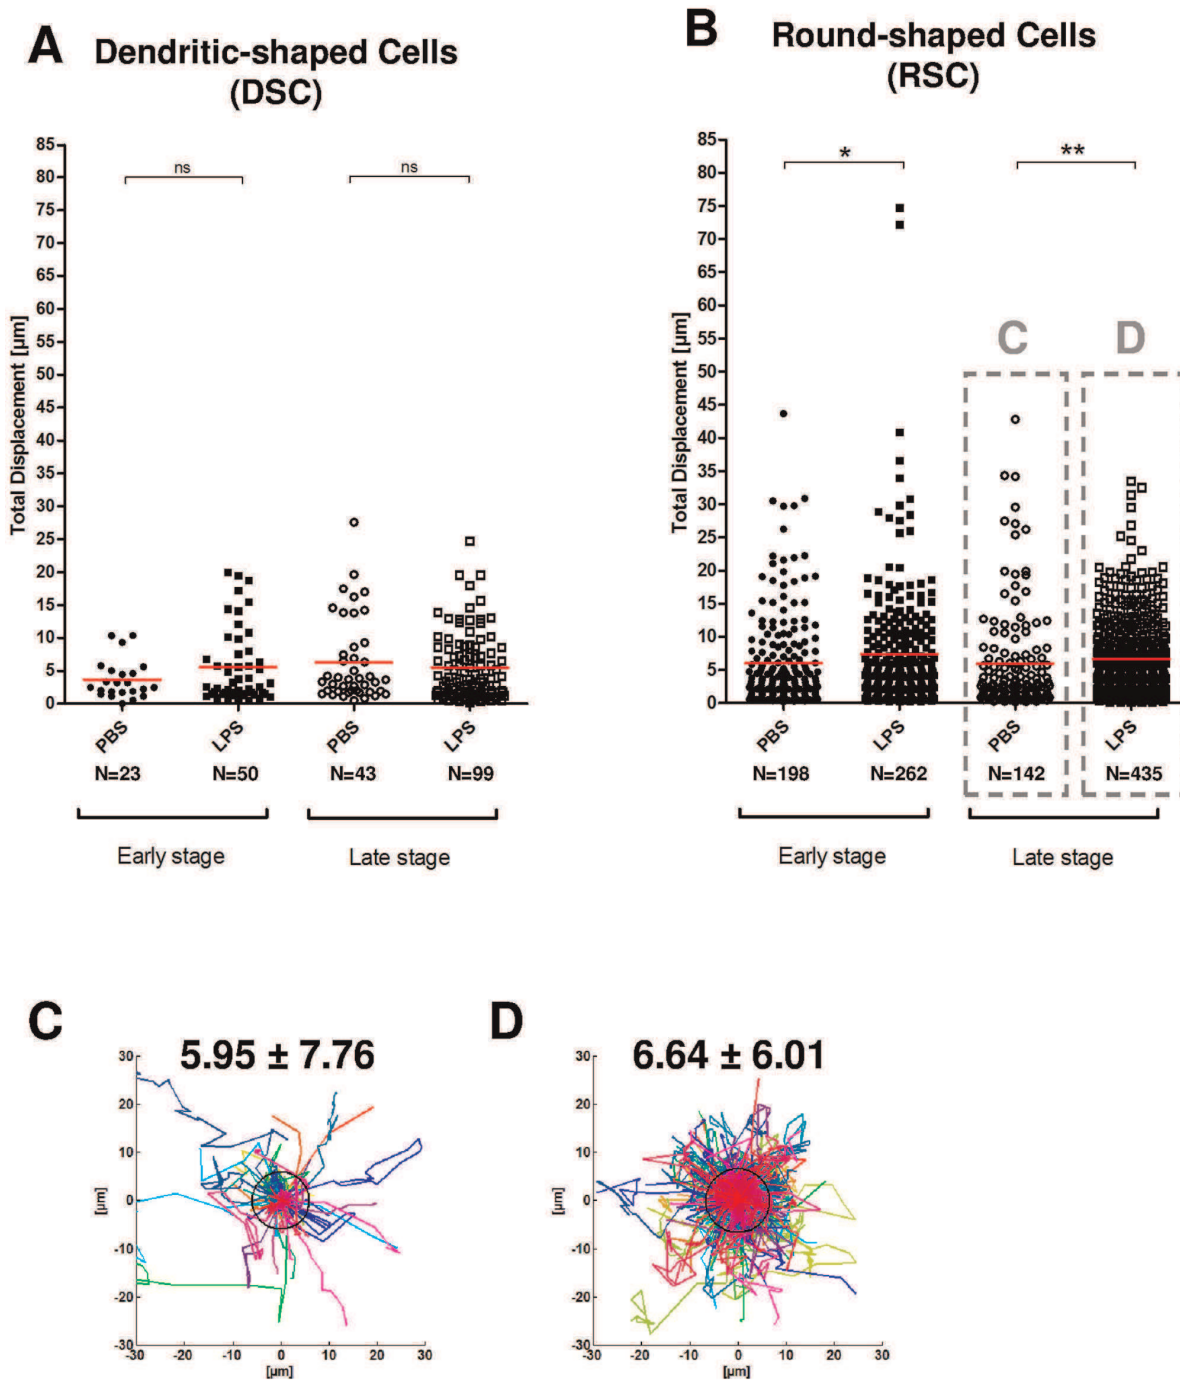 A
Dendritic-shaped Cells
(DSC)
85
80
75
70
65
60
55
50
45
40
35
30
25
20
15
10
5
0
Total Displacement [µm]
ns
ns
PBS
LPS
PBS
LPS
N=23
N=50
N=43
N=99
Early stage
Late stage
B
Round-shaped Cells
(RSC)
85
80
75
70
65
60
55
50
45
40
35
30
25
20
15
10
5
0
Total Displacement [µm]
*
**
C
D
PBS
LPS
PBS
LPS
N=198
N=262
N=142
N=435
Early stage
Late stage
C
5.95 ± 7.76
30
20
10
0
-10
-20
-30
[µm]
-30
-20
-10
0
10
20
30
[µm]
D
6.64 ± 6.01
30
20
10
0
-10
-20
-30
[µm]
-30
-20
-10
0
10
20
30
[µm]